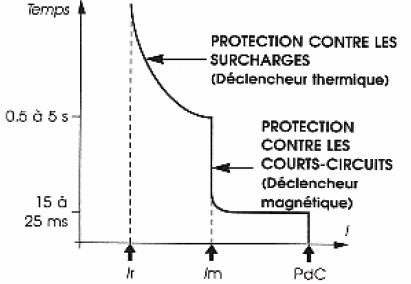 Temps
PROTECTION CONTRE LES
SURCHARGES
(Déclencheur thermique)
0.5 à 5 s
PROTECTION
CONTRE LES
COURTS-CIRCUITS
(Déclencheur
magnétique)
15 à
25 ms
I
Ir
Im
PdC